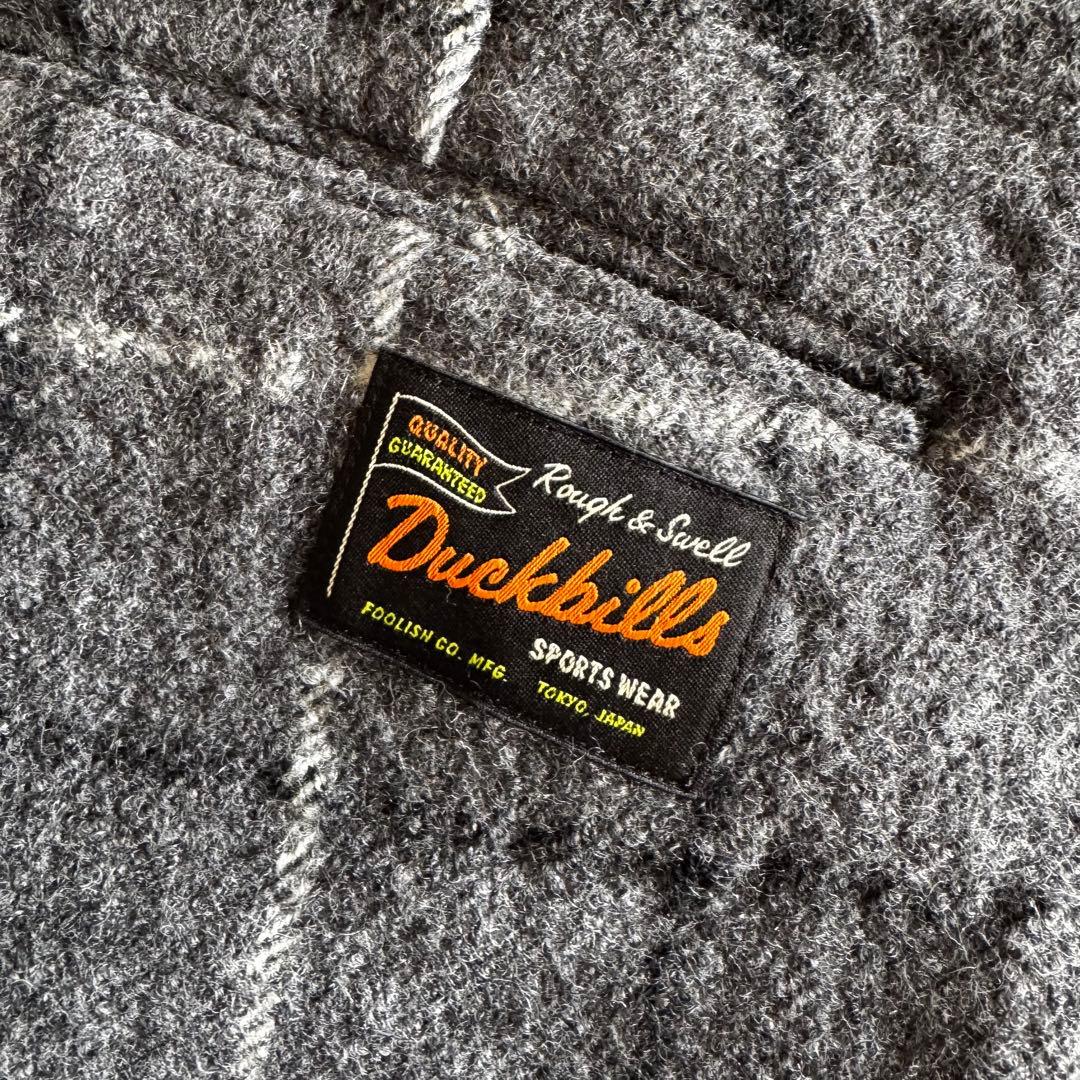 QUALITY
GUARANTEED
Rough & Swell
Duckbills
SPORTS WEAR
FOOLISH CO. MFG. TOKYO, JAPAN